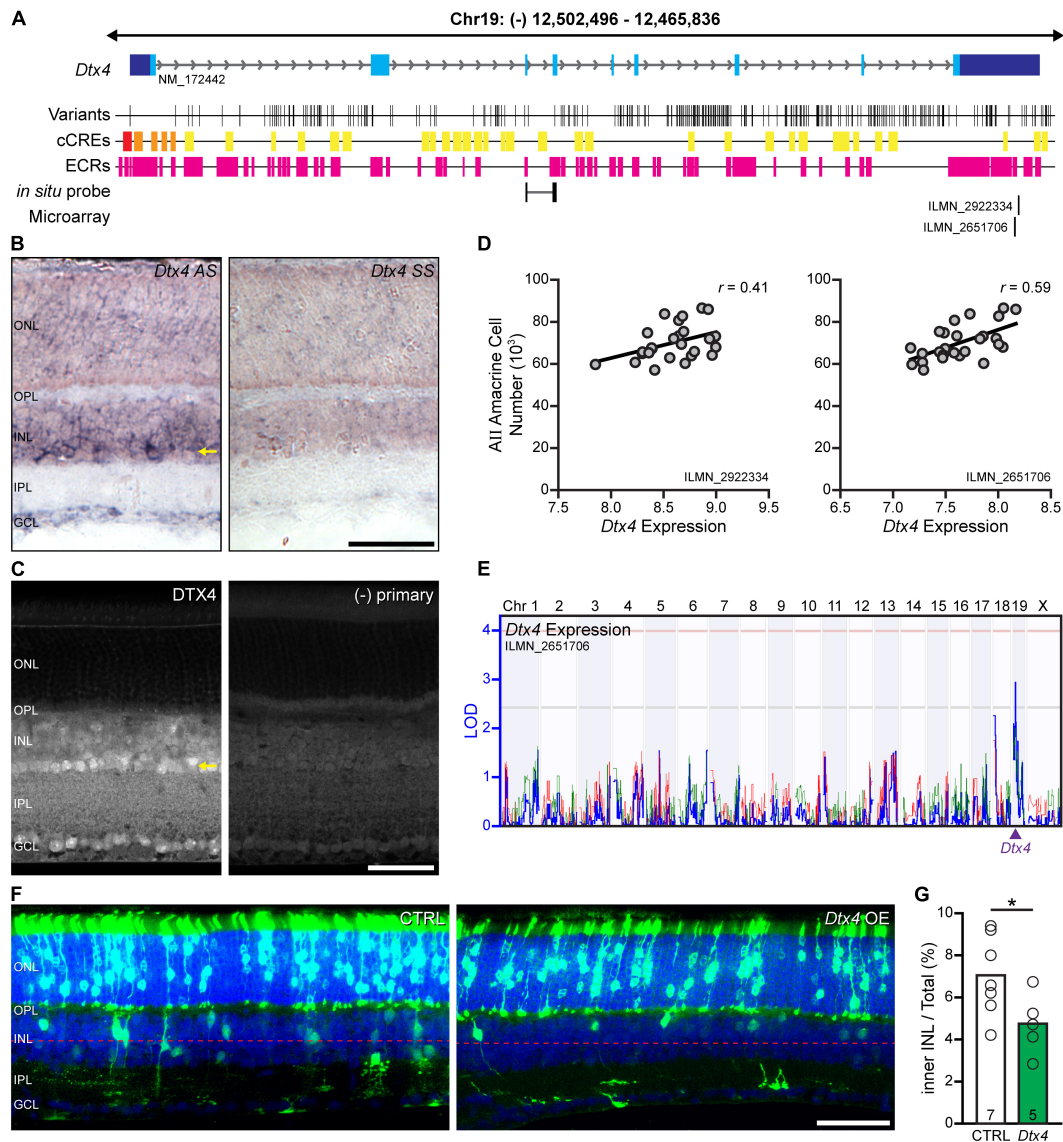 A
Chr19: (-) 12,502,496 - 12,465,836
Dtx4
NM_172442
Variants
cCREs
ECRs
in situ probe
Microarray
ILMN_2922334
ILMN_2651706
B
Dtx4 AS
ONL
OPL
INL
IPL
GCL
Dtx4 SS
C
DTX4
ONL
OPL
INL
IPL
GCL
(-) primary
D
AII Amacrine Cell
Number (10³)
100
80
60
40
20
0
r = 0.41
ILMN_2922334
7.5 8.0 8.5 9.0 9.5
Dtx4 Expression
100
80
60
40
20
0
r = 0.59
ILMN_2651706
6.5 7.0 7.5 8.0 8.5
Dtx4 Expression
E
Chr 1 2 3 4 5 6 7 8 9 10 11 12 13 14 15 16 17 18 19 X
Dtx4 Expression
ILMN_2651706
LOD
4
3
2
1
0
Dtx4
F
CTRL
ONL
OPL
INL
IPL
GCL
Dtx4 OE
G
*
inner INL / Total (%)
10
8
6
4
2
0
7 5
CTRL Dtx4